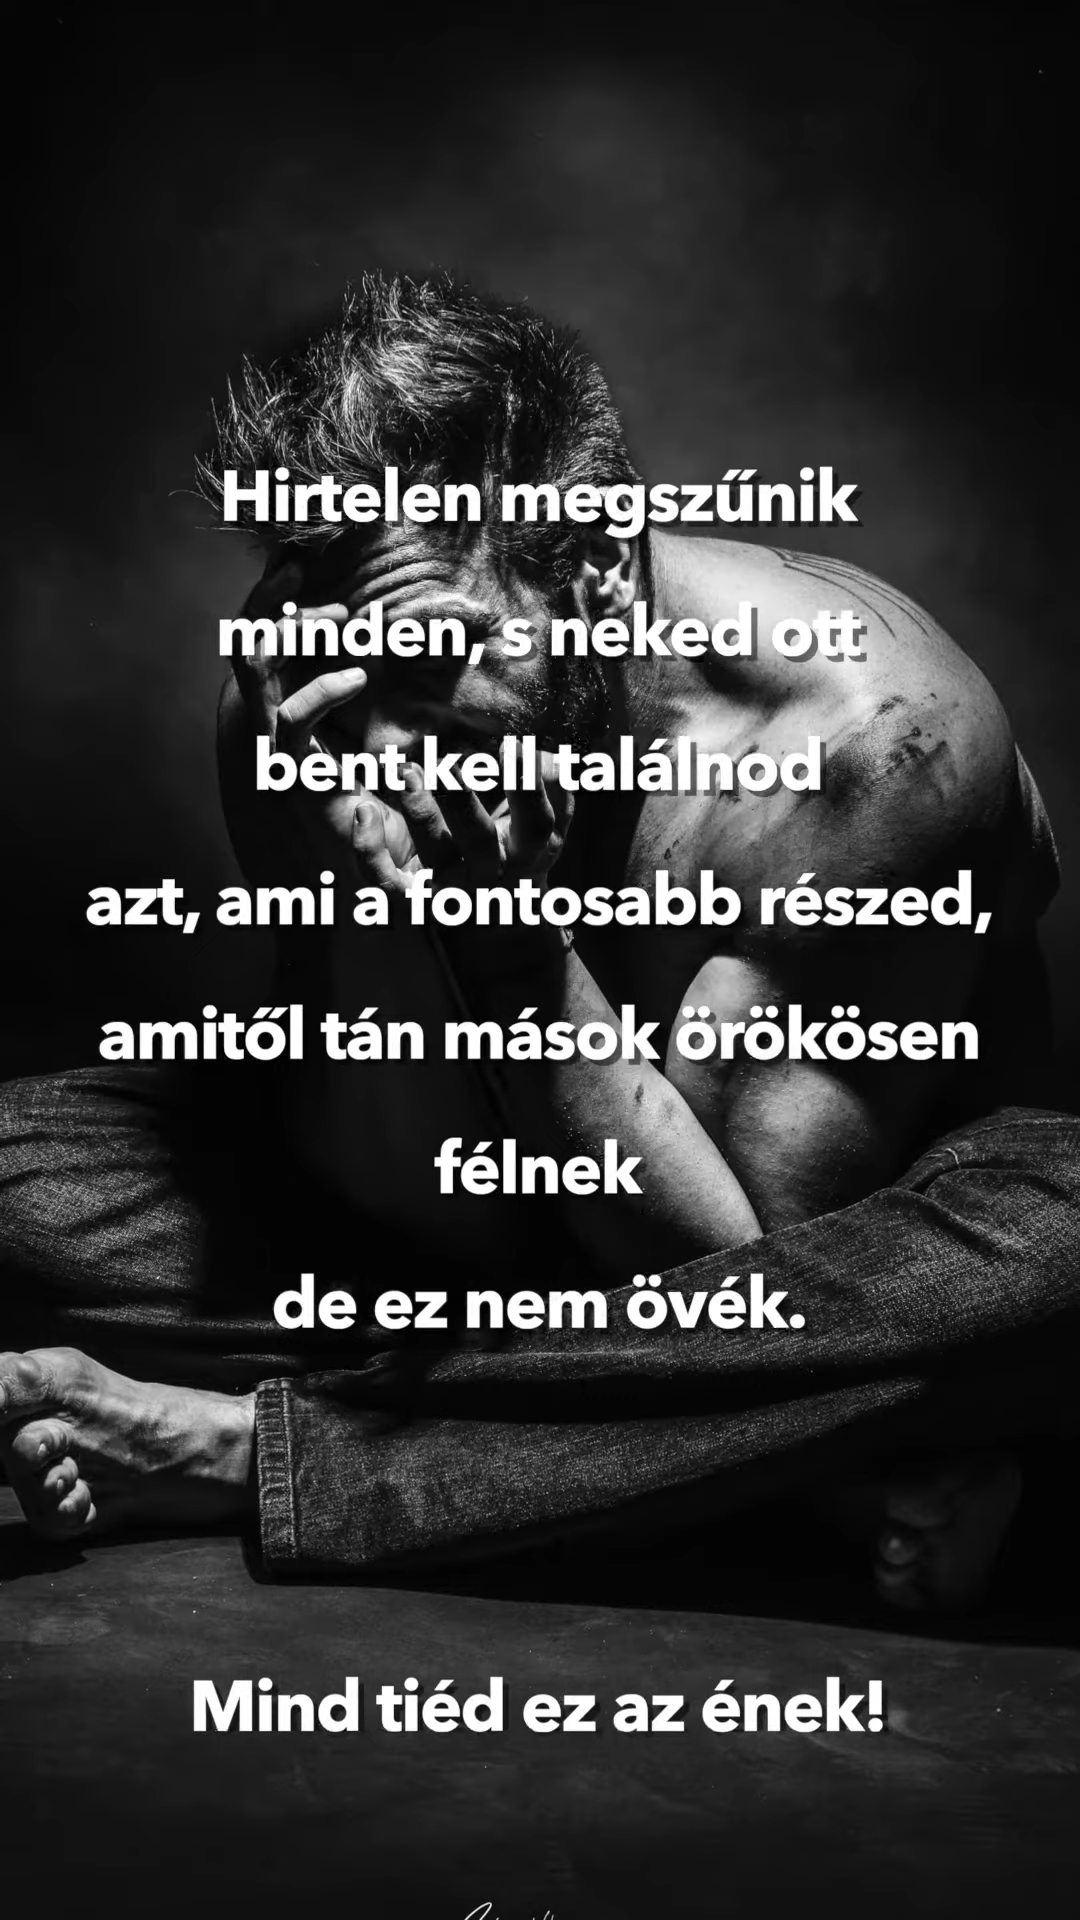 Hirtelen megszűnik
minden, s neked ott
bent kell találnod
azt, ami a fontosabb részed,
amitől tán mások örökösen
félnek
de ez nem övék.
Mind tiéd ez az ének!